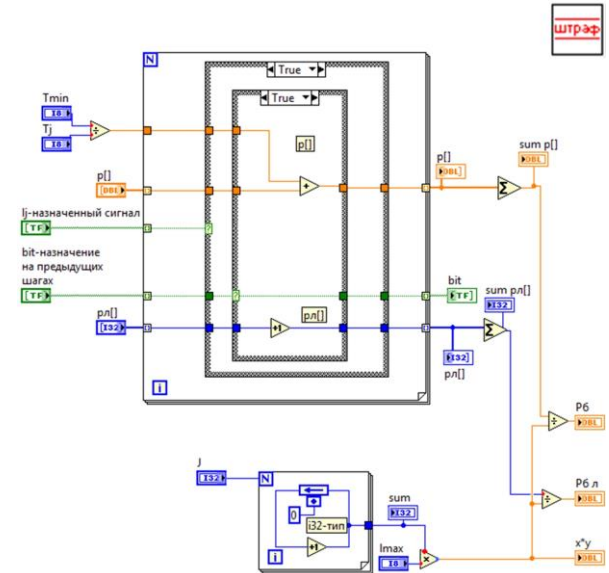 штраф
N
True
True
Tmin
I8
Tj
I8
p[]
p[]
DBL
Ij-назначенный сигнал
TF
?
bit-назначение
на предыдущих
шагах
TF
?
рл[]
I32
рл[]
+1
i
p[]
DBL
sum p[]
DBL
bit
TF
sum рл[]
I32
I32
рл[]
Рб
DBL
Рб л
DBL
x*y
DBL
J
I32
N
0
i32-тип
+1
i
sum
I32
Imax
I8